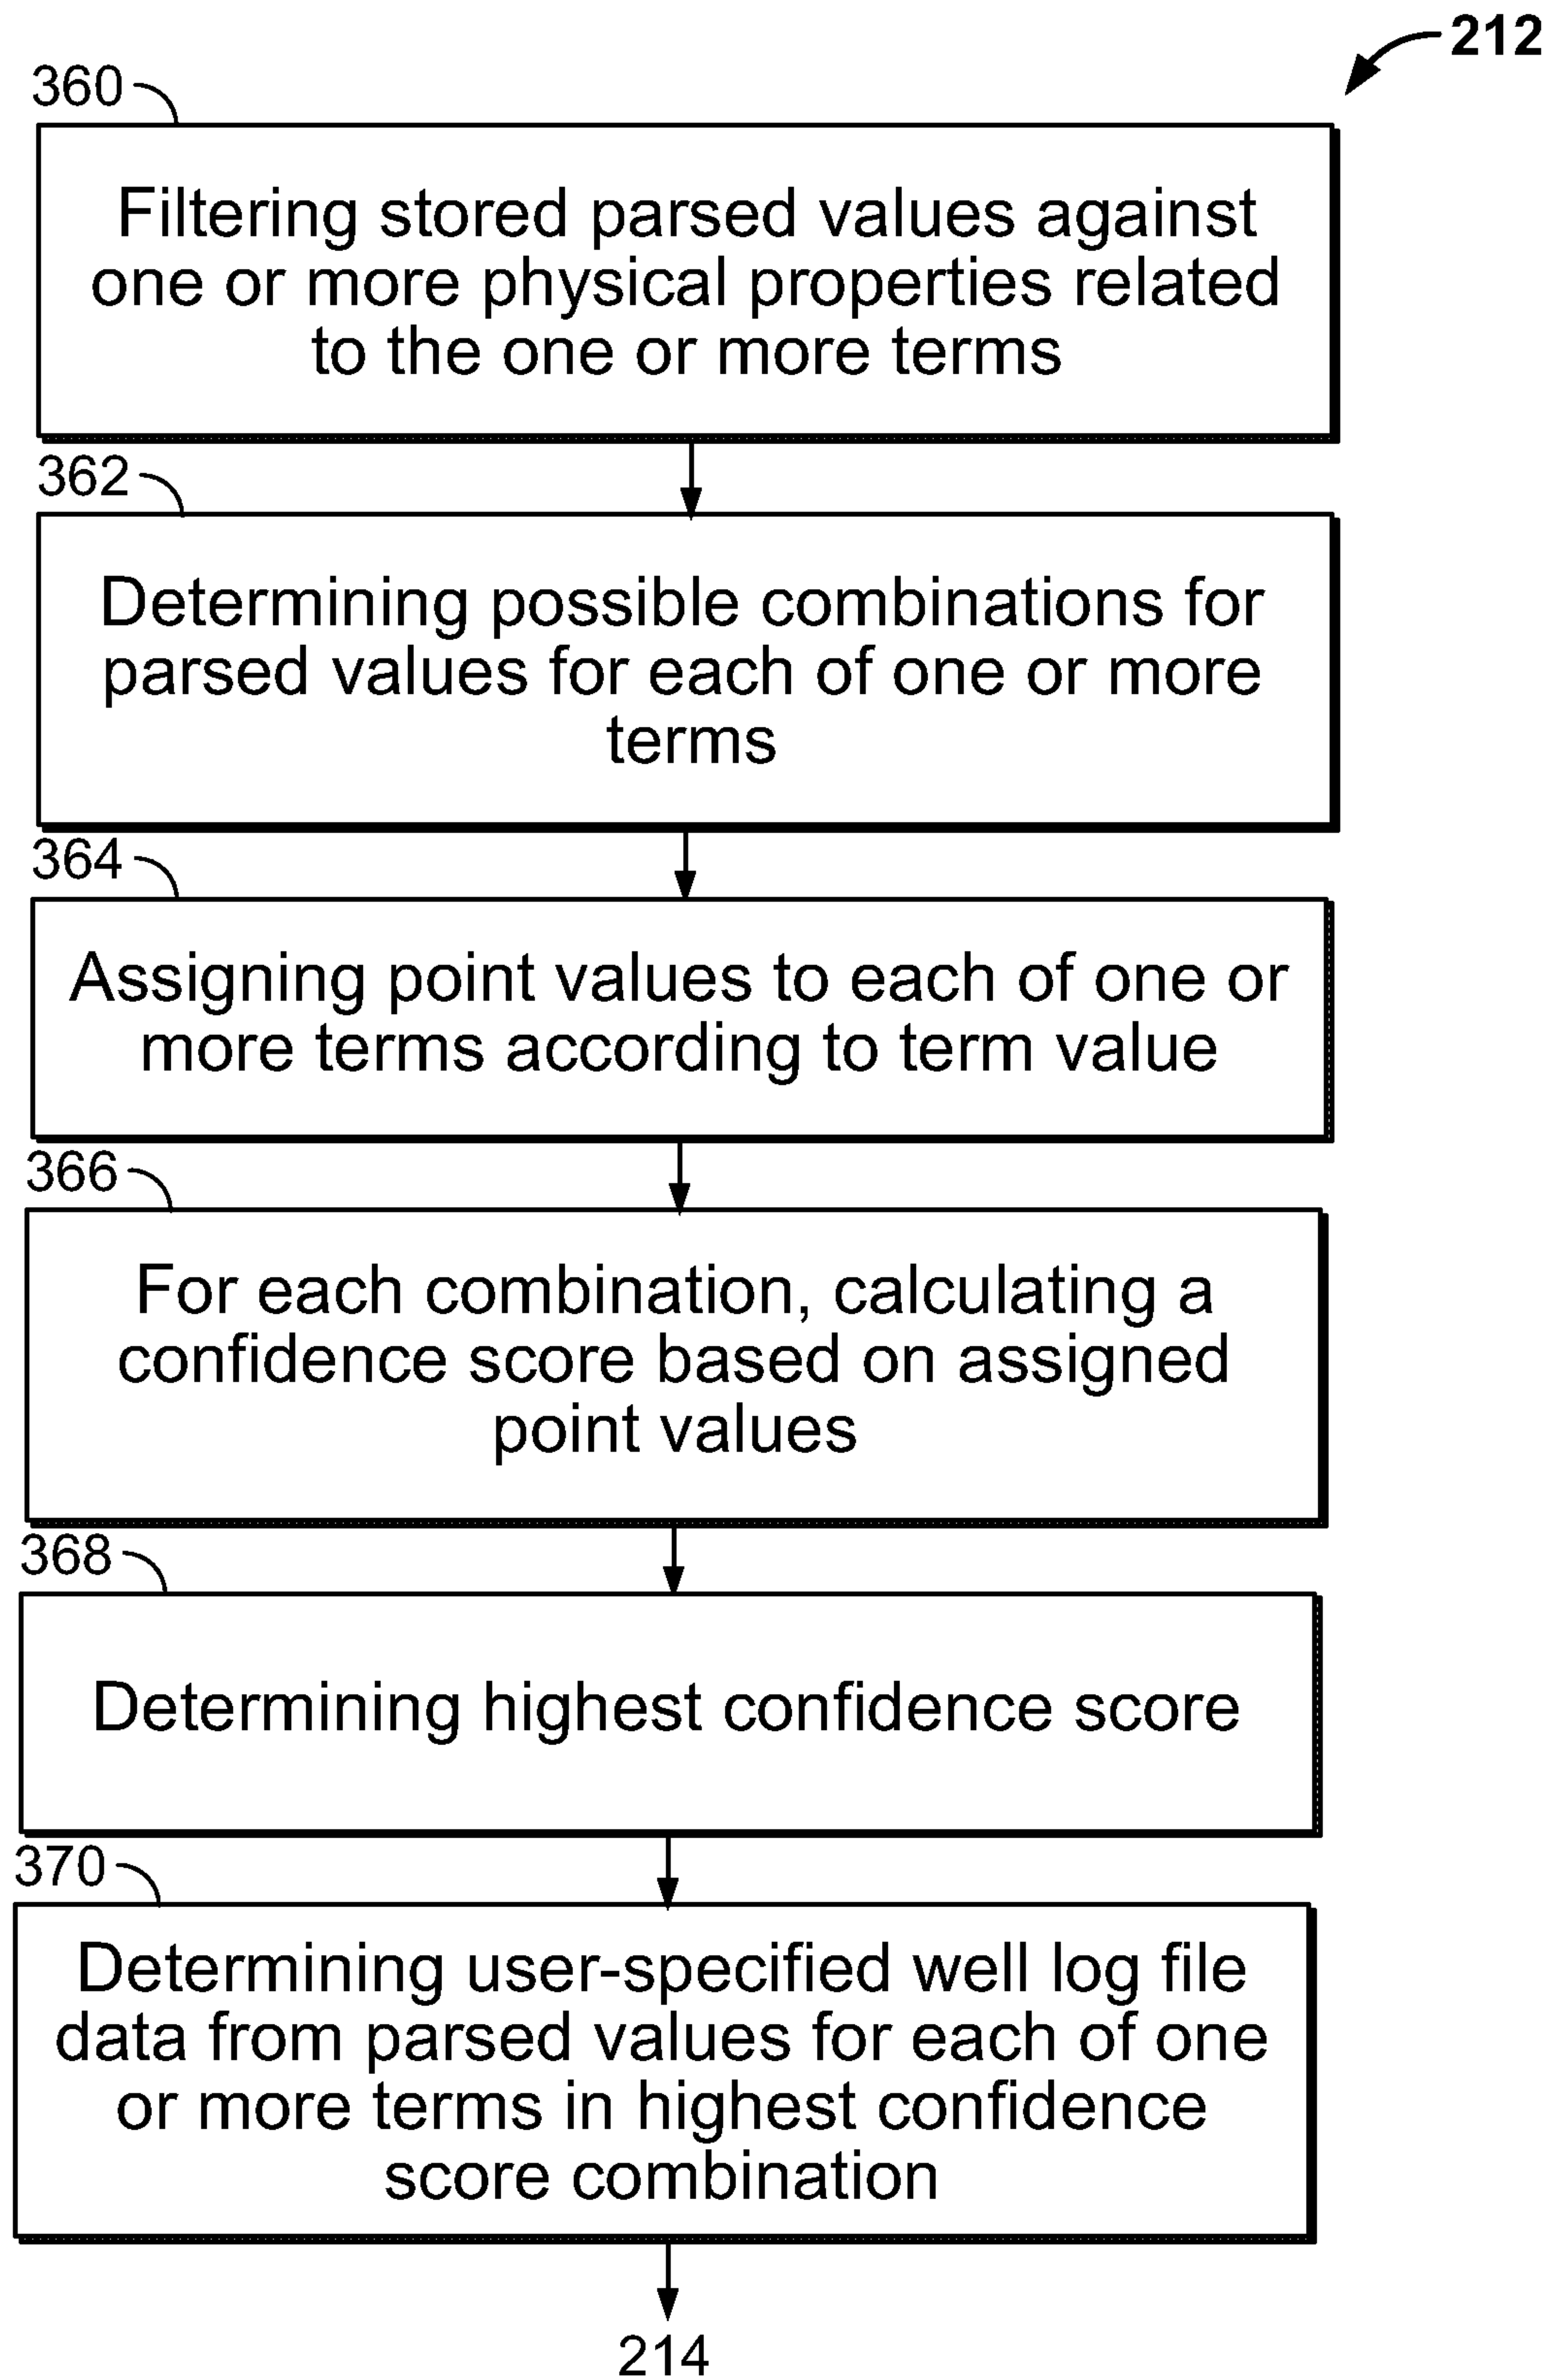 212
360
Filtering stored parsed values against
one or more physical properties related
to the one or more terms
362
Determining possible combinations for
parsed values for each of one or more
terms
364
Assigning point values to each of one or
more terms according to term value
366
For each combination, calculating a
confidence score based on assigned
point values
368
Determining highest confidence score
370
Determining user-specified well log file
data from parsed values for each of one
or more terms in highest confidence
score combination
214